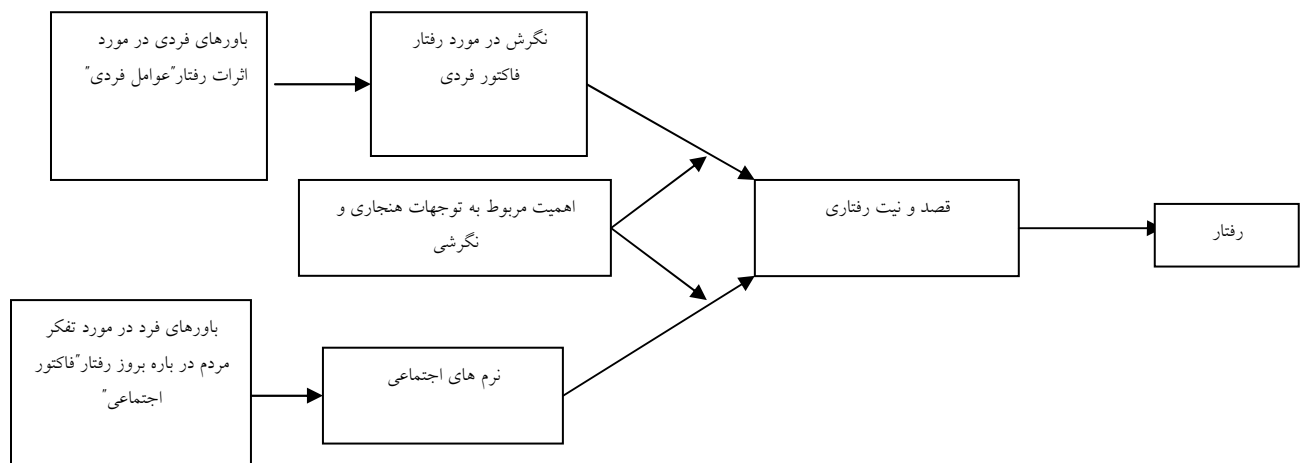 باورهای فردی در مورد
اثرات رفتار"عوامل فردی"
نگرش در مورد رفتار
فاکتور فردی
اهمیت مربوط به توجهات هنجاری و
نگرشی
قصد و نیت رفتاری
رفتار
باورهای فرد در مورد تفکر
مردم در باره بروز رفتار"فاکتور
اجتماعی"
نرم های اجتماعی